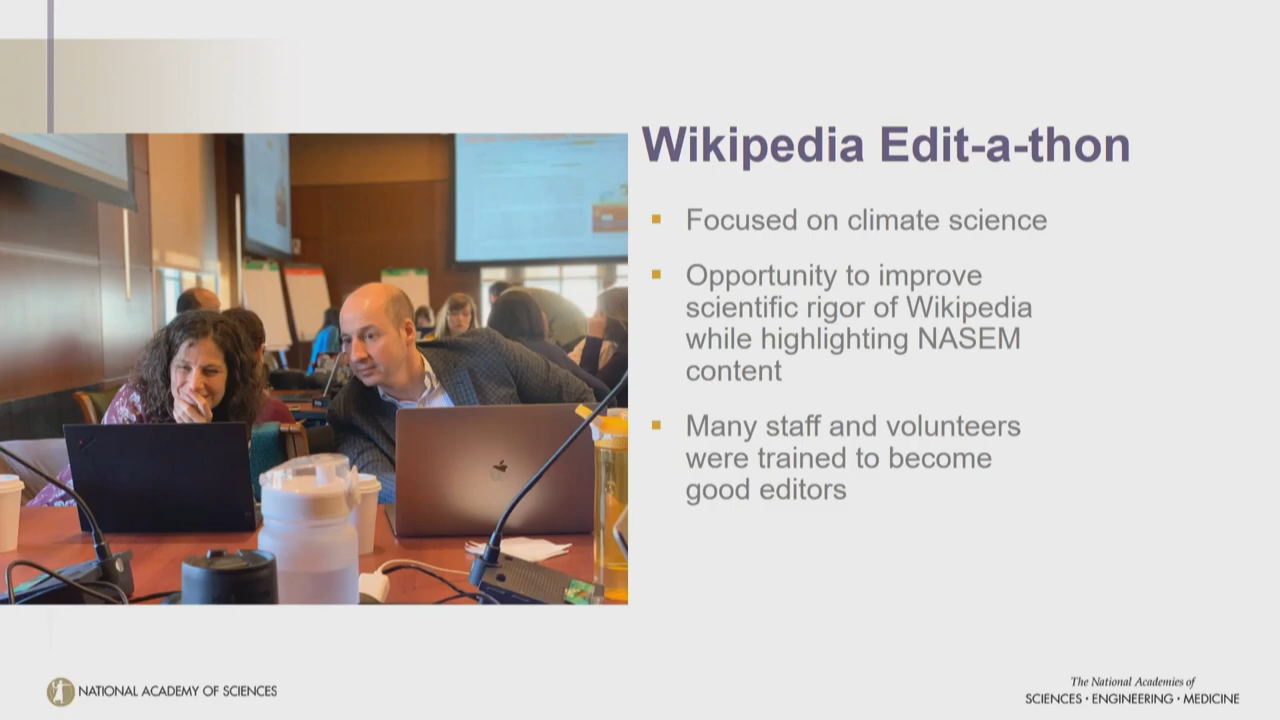 Wikipedia Edit-a-thon
Focused on climate science
Opportunity to improve
scientific rigor of Wikipedia
while highlighting NASEM
content
Many staff and volunteers
were trained to become
good editors
NATIONAL ACADEMY OF SCIENCES
The National Academies of
SCIENCES · ENGINEERING · MEDICINE